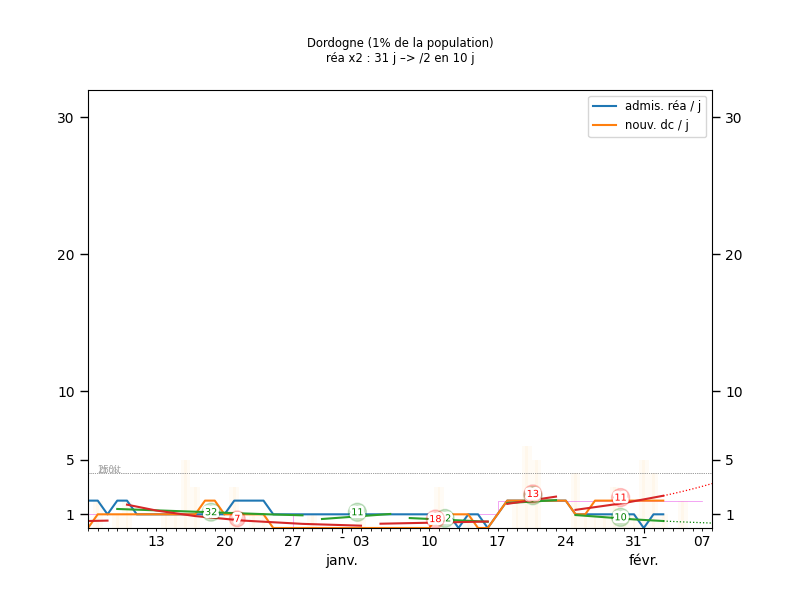 Dordogne (1% de la population)
réa x2 : 31 j –> /2 en 10 j
admis. réa / j
nouv. dc / j
30 30
20 20
10 10
5 5
1 1
32
7
11
18
2
13
11
10
13 20 27 - 03 10 17 24 31 - 07
janv. févr.